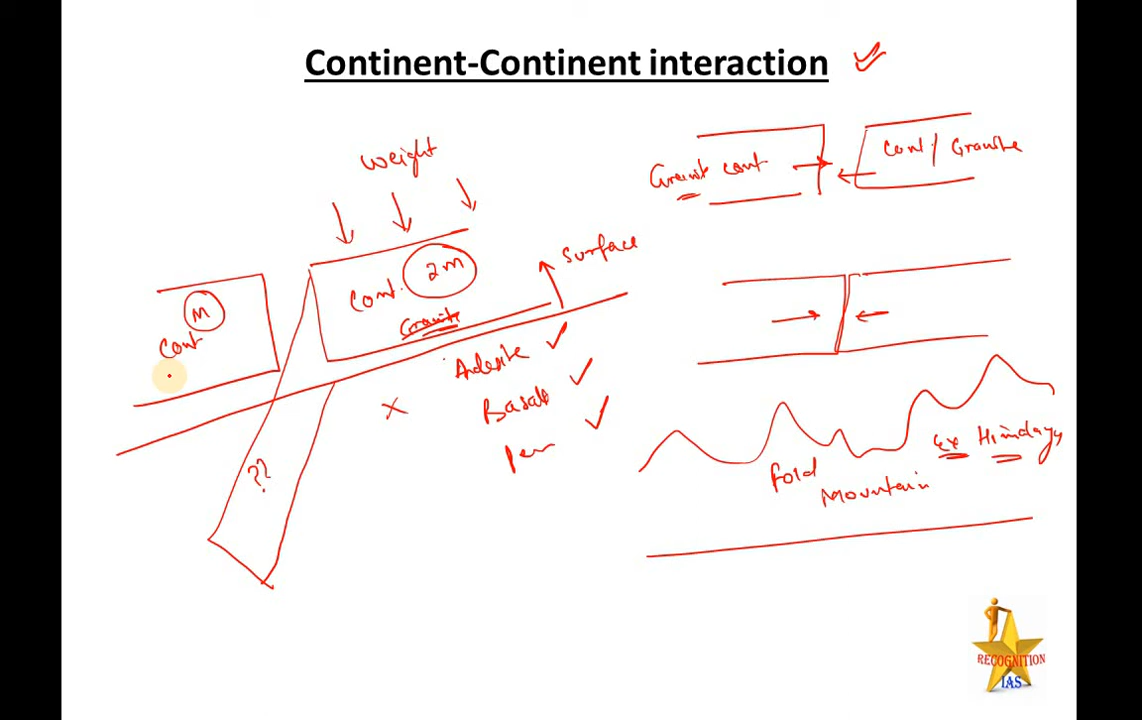 Continent-Continent interaction
weight
M
Cont
Cont.
2M
Granite
Surface
Andesite
Basalt
??
Granit cont
Cont/Granite
fold
Mountain
Ex Himalaya
RECOGNITION
IAS